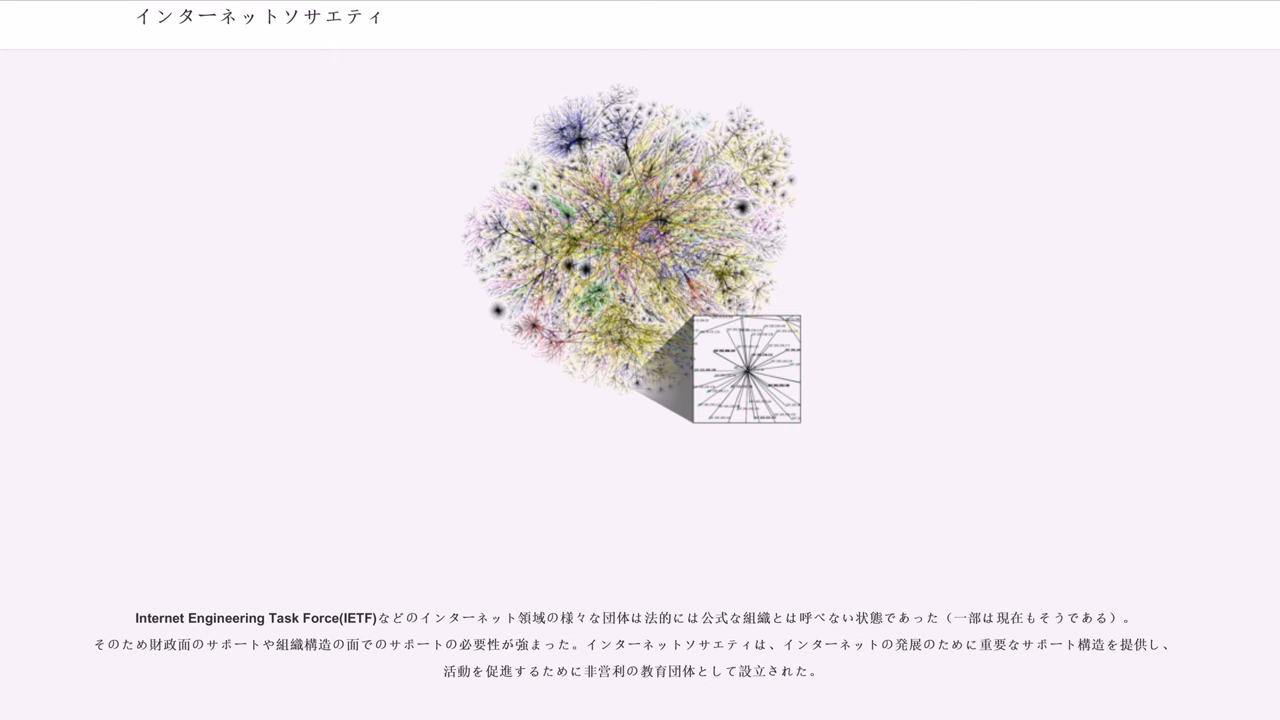 インターネットソサエティ
Internet Engineering Task Force(IETF)などのインターネット領域の様々な団体は法的には公式な組織とは呼べない状態であった（一部は現在もそうである）。
そのため財政面のサポートや組織構造の面でのサポートの必要性が強まった。インターネットソサエティは、インターネットの発展のために重要なサポート構造を提供し、
活動を促進するために非営利の教育団体として設立された。